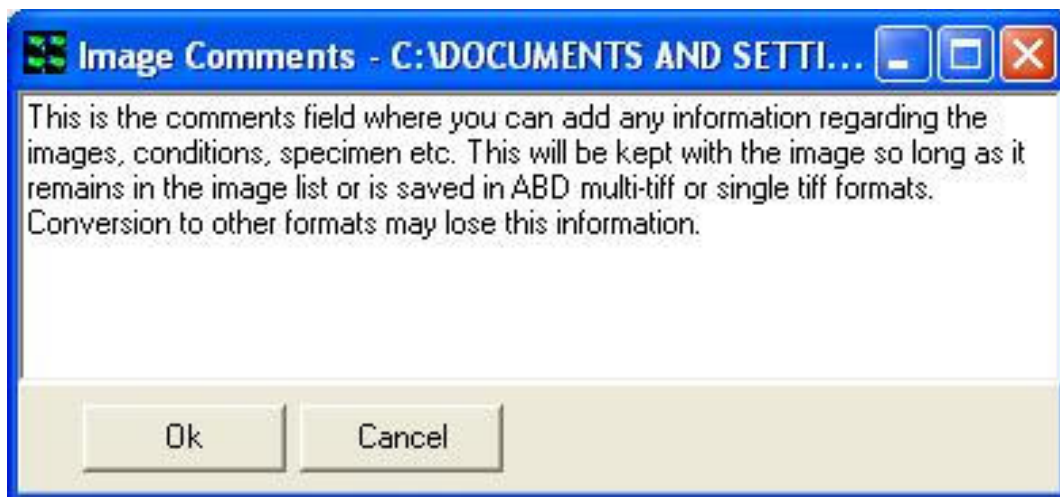 Image Comments - C:\DOCUMENTS AND SETTI...
This is the comments field where you can add any information regarding the
images, conditions, specimen etc. This will be kept with the image so long as it
remains in the image list or is saved in ABD multi-tiff or single tiff formats.
Conversion to other formats may lose this information.
Ok
Cancel